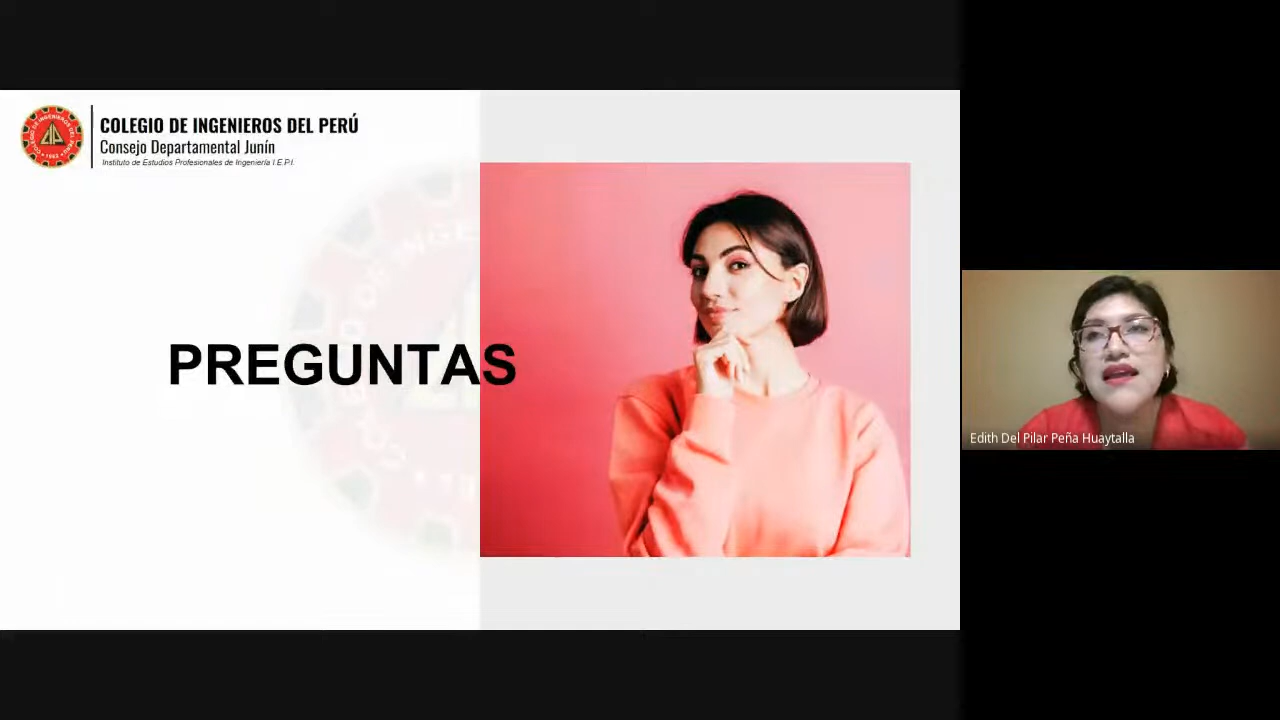 COLEGIO DE INGENIEROS DEL PERÚ
Consejo Departamental Junín
Instituto de Estudios Profesionales de Ingeniería I.E.P.I.
PREGUNTAS
Edith Del Pilar Peña Huaytalla